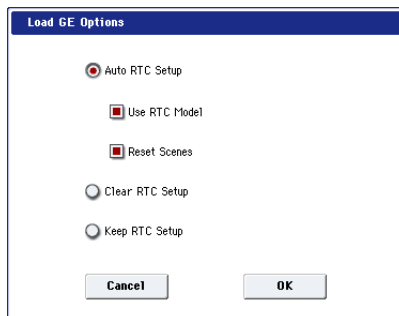 Load GE Options
Auto RTC Setup
Use RTC Model
Reset Scenes
Clear RTC Setup
Keep RTC Setup
Cancel OK